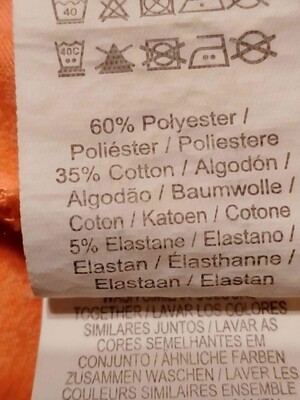 40
40C
60% Polyester /
Poliéster / Poliestere
35% Cotton / Algodón /
Algodão / Baumwolle /
Coton / Katoen / Cotone
5% Elastane / Elastano /
Elastan / Élasthanne /
Elastaan / Elastan
TOGETHER / LAVAR LOS COLORES
SIMILARES JUNTOS / LAVAR AS
CORES SEMELHANTES EM
CONJUNTO / ÄHNLICHE FARBEN
ZUSAMMEN WASCHEN / LAVER LES
COULEURS SIMILAIRES ENSEMBLE